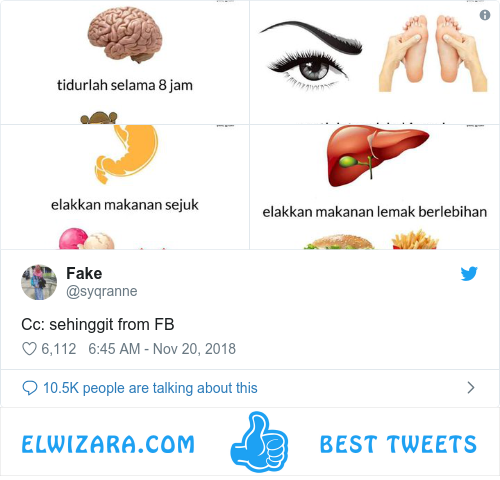 tidurlah selama 8 jam
elakkan makanan sejuk
elakkan makanan lemak berlebihan
Fake
@syqranne
Cc: sehinggit from FB
6,112 6:45 AM - Nov 20, 2018
10.5K people are talking about this
ELWIZARA.COM BEST TWEETS